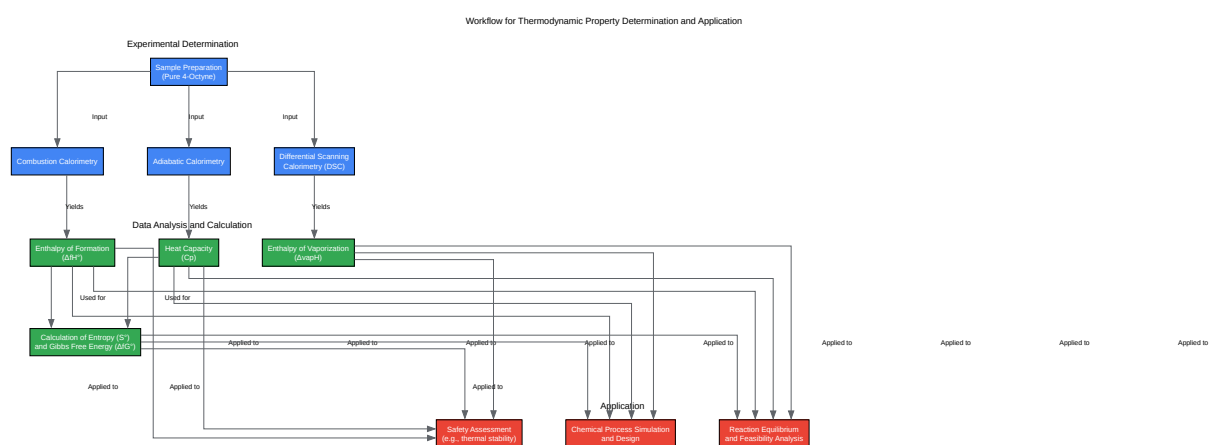 Workflow for Thermodynamic Property Determination and Application
Experimental Determination
Sample Preparation
(Pure 4-Octyne)
Input
Input
Input
Combustion Calorimetry
Adiabatic Calorimetry
Differential Scanning
Calorimetry (DSC)
Yields
Yields
Yields
Data Analysis and Calculation
Enthalpy of Formation
(ΔfH°)
Heat Capacity
(Cp)
Enthalpy of Vaporization
(ΔvapH)
Used for
Used for
Calculation of Entropy (S°)
and Gibbs Free Energy (ΔfG°)
Applied to
Applied to
Applied to
Applied to
Applied to
Applied to
Applied to
Applied to
Applied to
Applied to
Applied to
Applied to
Application
Safety Assessment
(e.g., thermal stability)
Chemical Process Simulation
and Design
Reaction Equilibrium
and Feasibility Analysis